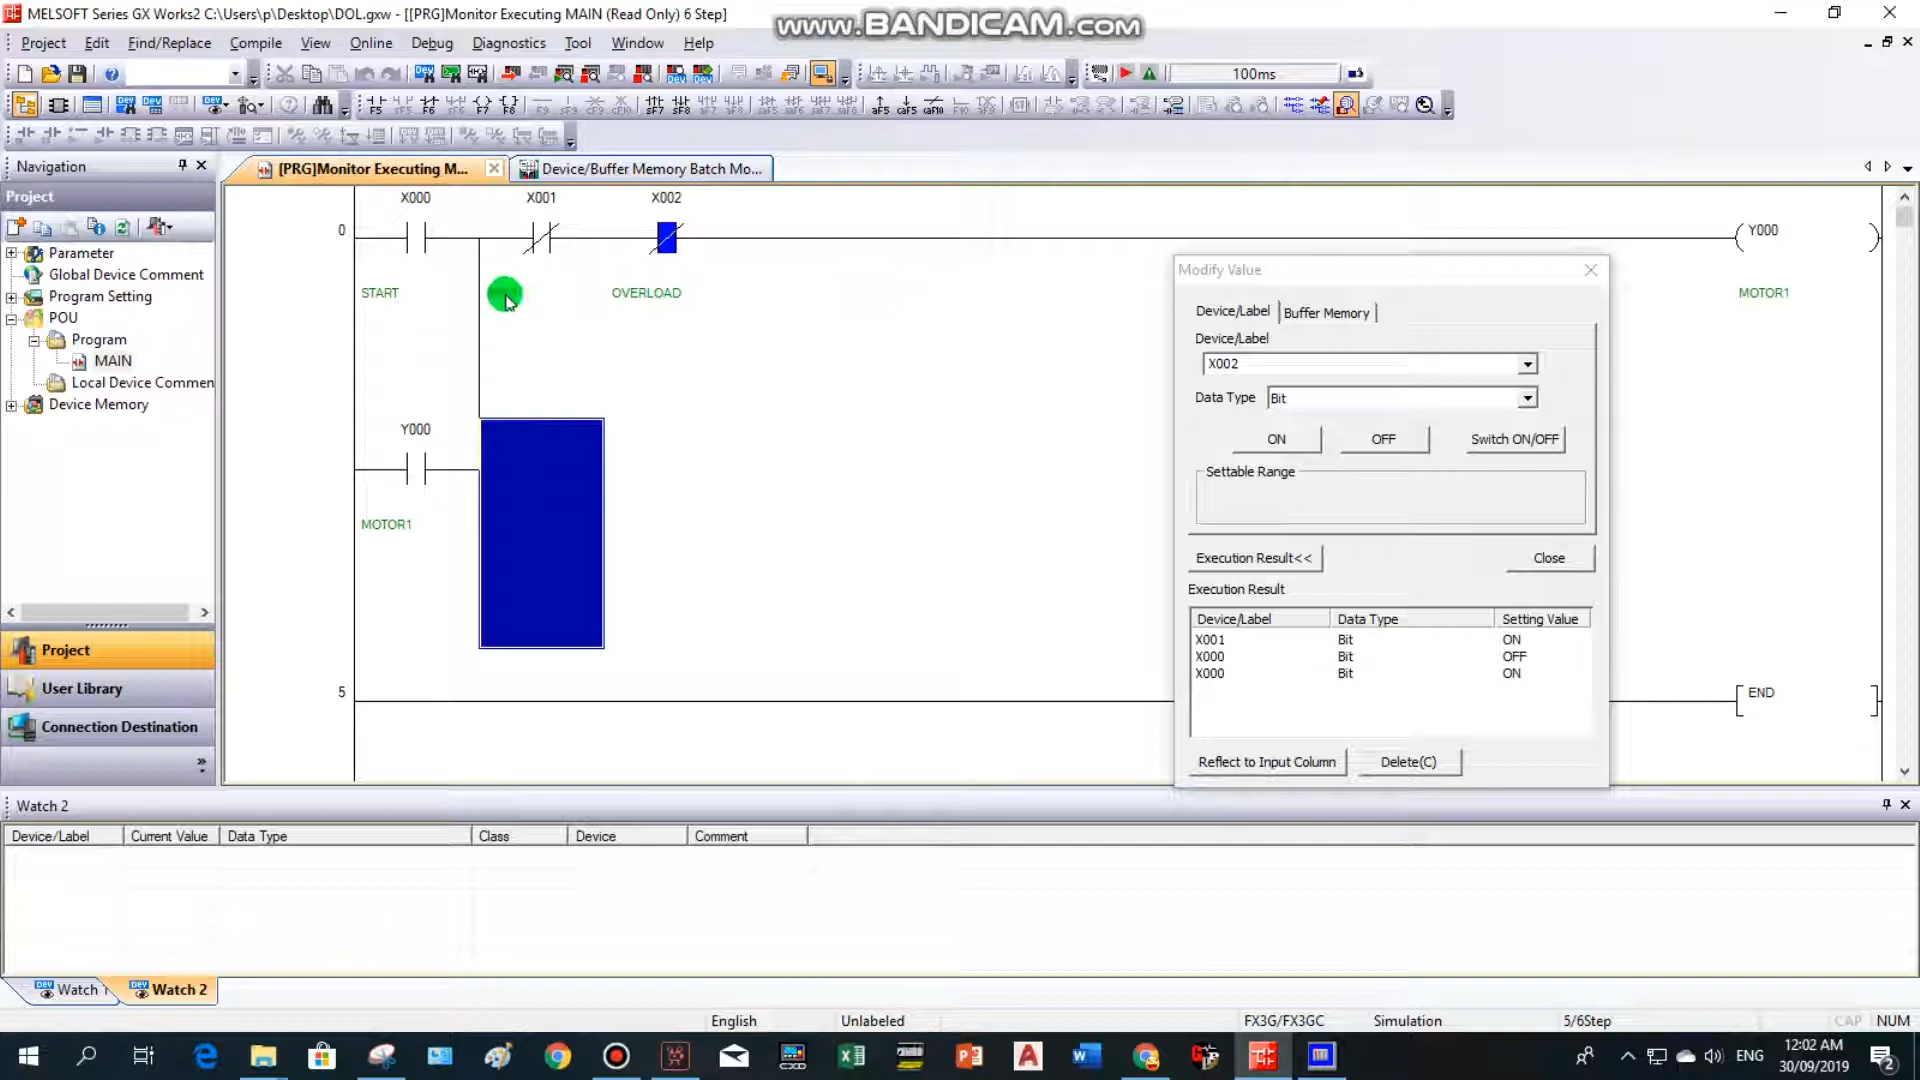 MELSOFT Series GX Works2 C:\Users\p\Desktop\DOL.gxw - [[PRG]Monitor Executing MAIN (Read Only) 6 Step]
www.BANDICAM.com
Project Edit Find/Replace Compile View Online Debug Diagnostics Tool Window Help
100ms
Navigation
[PRG]Monitor Executing M...
Device/Buffer Memory Batch Mo...
Project
Parameter
Global Device Comment
Program Setting
POU
Program
MAIN
Local Device Commen
Device Memory
Project
User Library
Connection Destination
X000 X001 X002
0
Y000
START
OVERLOAD
MOTOR1
Y000
MOTOR1
5
END
Modify Value
Device/Label Buffer Memory
Device/Label
X002
Data Type Bit
ON OFF Switch ON/OFF
Settable Range
Execution Result<< Close
Execution Result
Device/Label Data Type Setting Value
X001 Bit ON
X000 Bit OFF
X000 Bit ON
Reflect to Input Column Delete(C)
Watch 2
Device/Label Current Value Data Type Class Device Comment
Watch 1 Watch 2
English Unlabeled FX3G/FX3GC Simulation 5/6Step CAP NUM
ENG
12:02 AM
30/09/2019
2